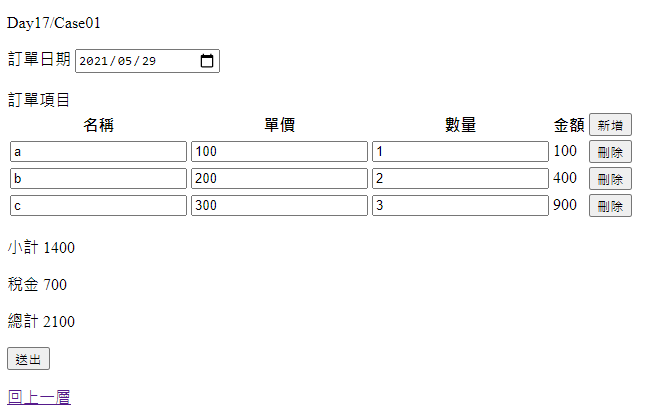 Day17/Case01
訂單日期 2021/05/29
訂單項目
名稱 單價 數量 金額 新增
a 100 1 100 刪除
b 200 2 400 刪除
c 300 3 900 刪除
小計 1400
稅金 700
總計 2100
送出
回上一層